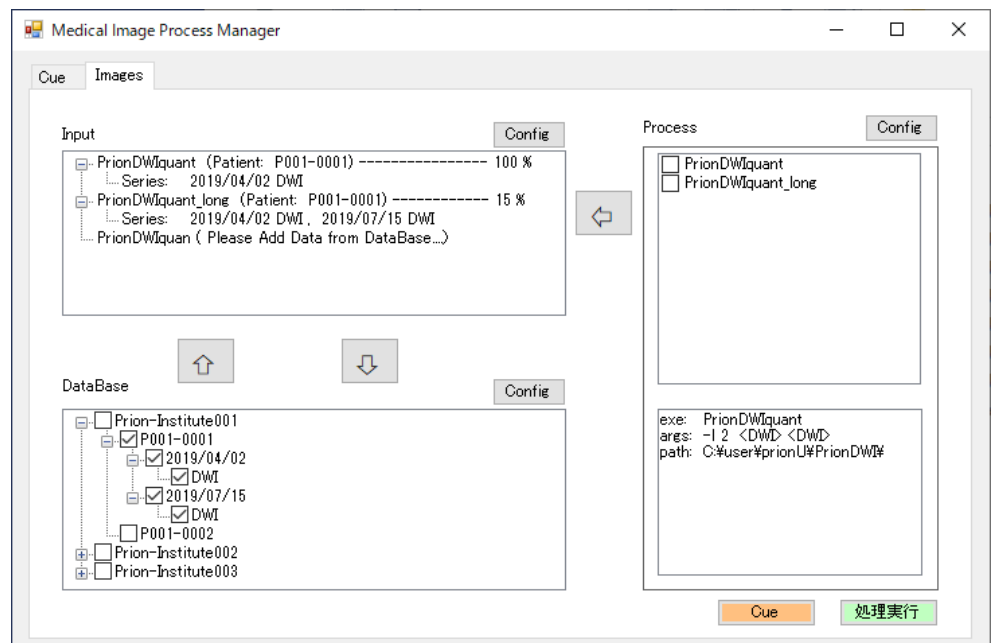 Medical Image Process Manager
Cue Images
Input Config
PrionDWIquant (Patient: P001-0001) ---------------- 100 %
Series: 2019/04/02 DWI
PrionDWIquant_long (Patient: P001-0001) ------------ 15 %
Series: 2019/04/02 DWI, 2019/07/15 DWI
PrionDWIquan ( Please Add Data from DataBase...)
Process Config
PrionDWIquant
PrionDWIquant_long
DataBase Config
Prion-Institute001
P001-0001
2019/04/02
DWI
2019/07/15
DWI
P001-0002
Prion-Institute002
Prion-Institute003
exe: PrionDWIquant
args: -I 2 <DWI> <DWI>
path: C:¥user¥prionU¥PrionDWI¥
Cue 処理実行